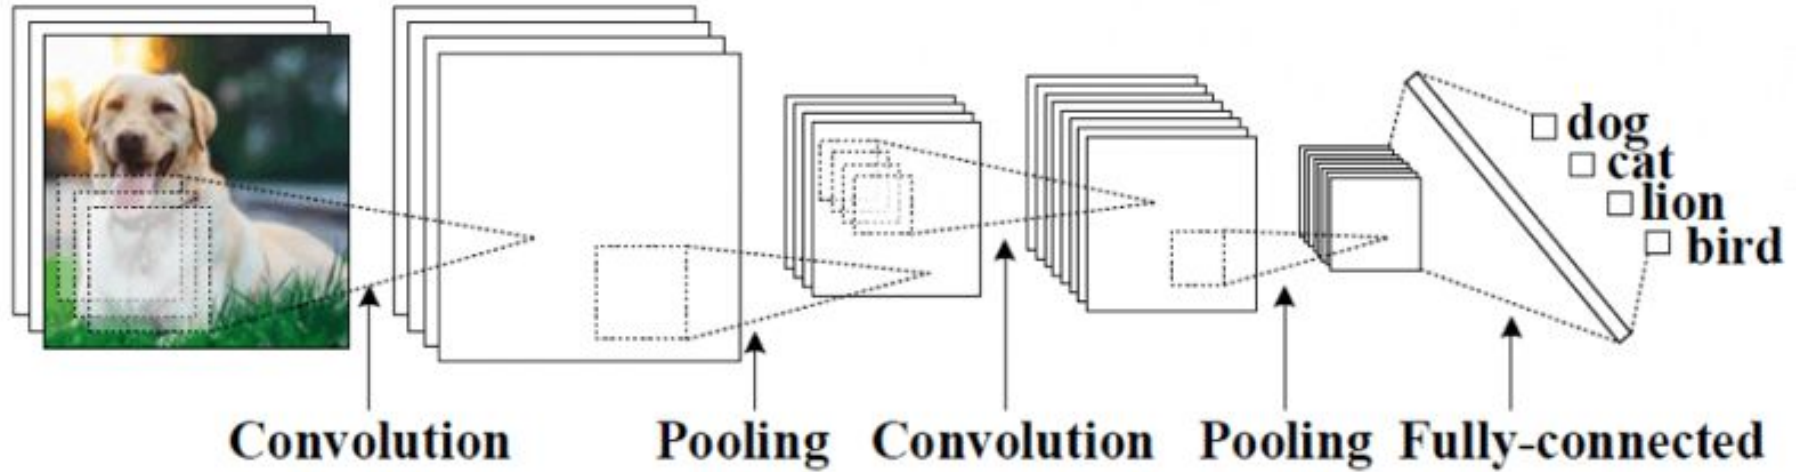 dog
cat
lion
bird
Convolution Pooling Convolution Pooling Fully-connected